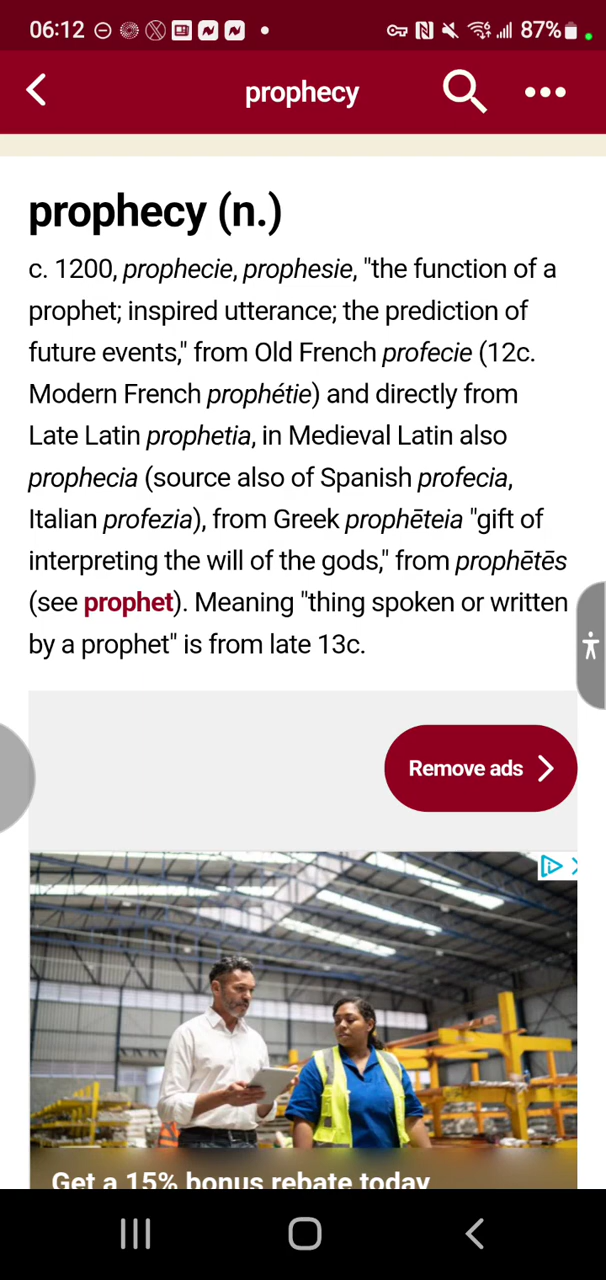 06:12
87%
prophecy
prophecy (n.)
c. 1200, prophecie, prophesie, "the function of a
prophet; inspired utterance; the prediction of
future events," from Old French profecie (12c.
Modern French prophétie) and directly from
Late Latin prophetia, in Medieval Latin also
prophecia (source also of Spanish profecia,
Italian profezia), from Greek prophēteia "gift of
interpreting the will of the gods," from prophētēs
(see prophet). Meaning "thing spoken or written
by a prophet" is from late 13c.
Remove ads
Get a 15% bonus rebate today